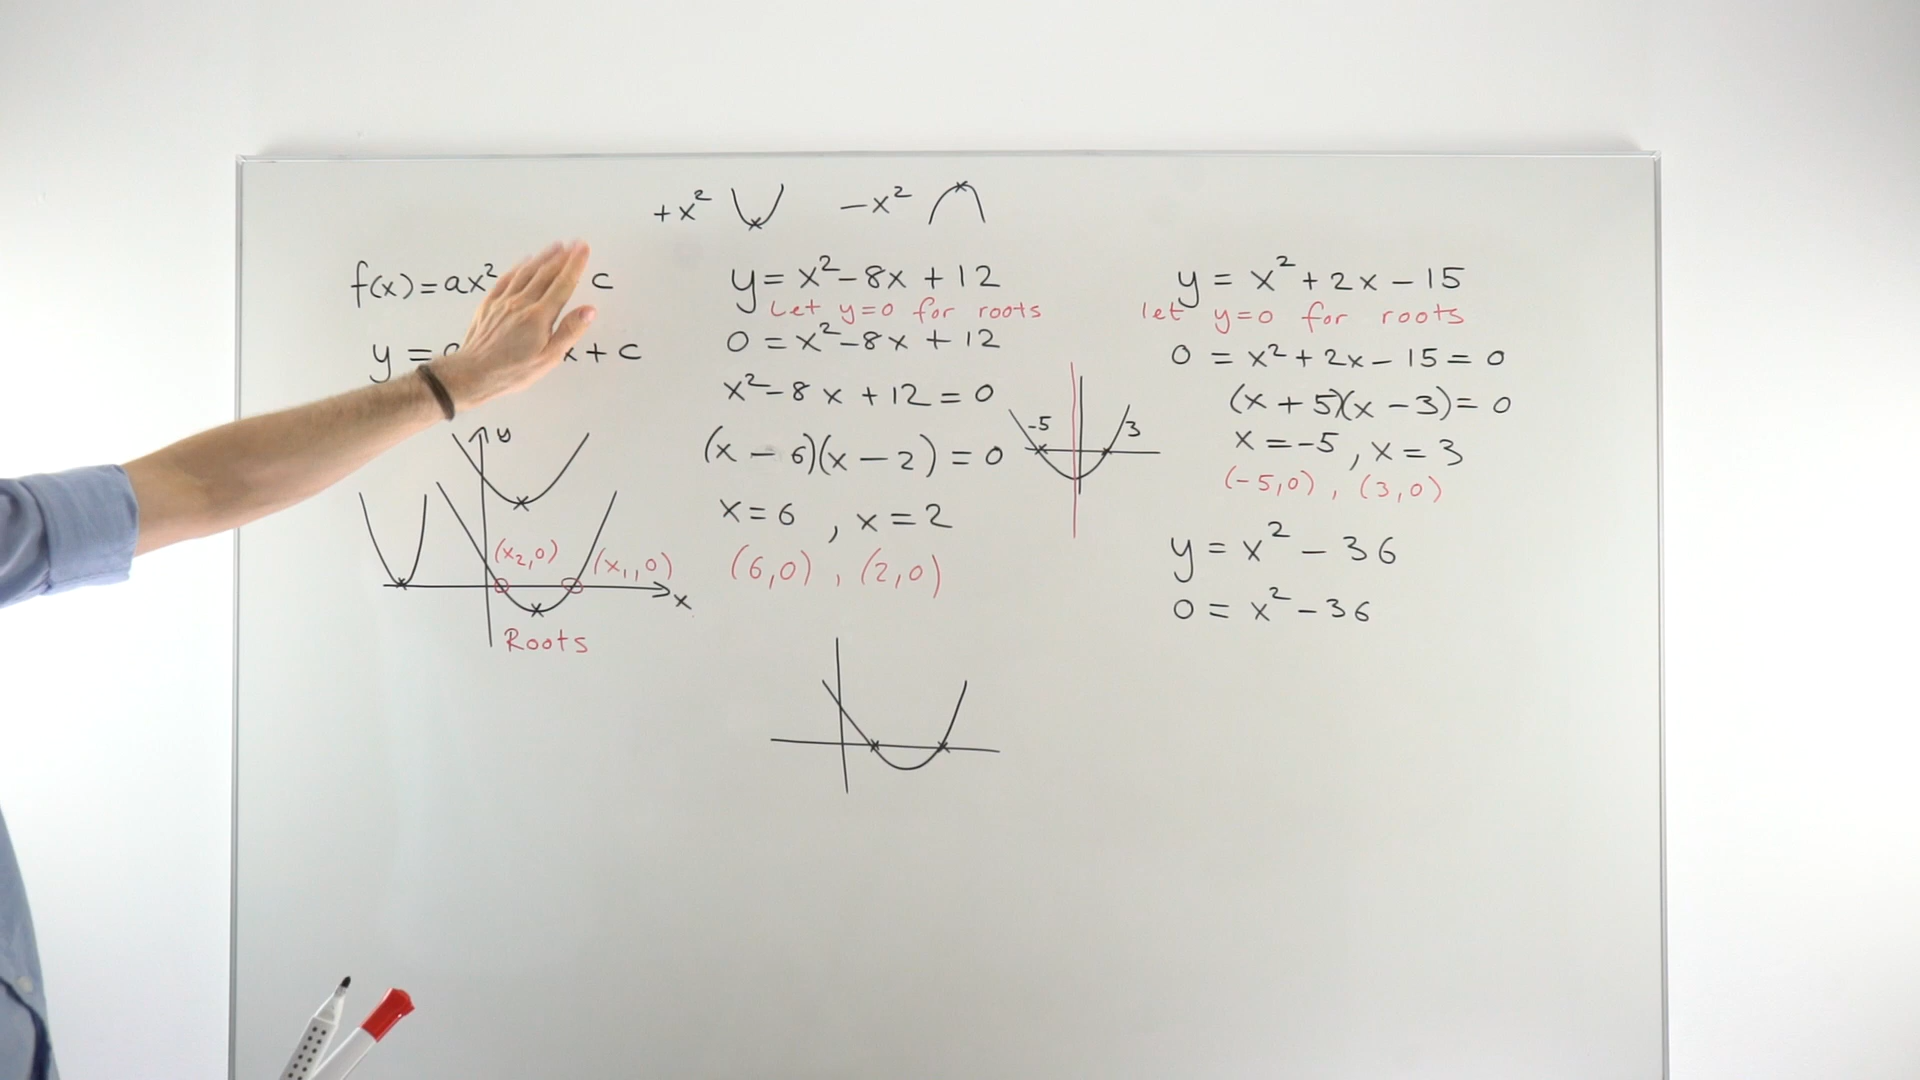 +x² −x²
f(x)=ax² c
y= x+c
y
(x₂,0) (x₁,0)
x
Roots
y=x²−8x+12
Let y=0 for roots
0=x²−8x+12
x²−8x+12=0
(x−6)(x−2)=0
x=6 , x=2
(6,0) , (2,0)
-5 3
y=x²+2x−15
let y=0 for roots
0=x²+2x−15=0
(x+5)(x−3)=0
x=−5 , x=3
(−5,0) , (3,0)
y=x²−36
0=x²−36